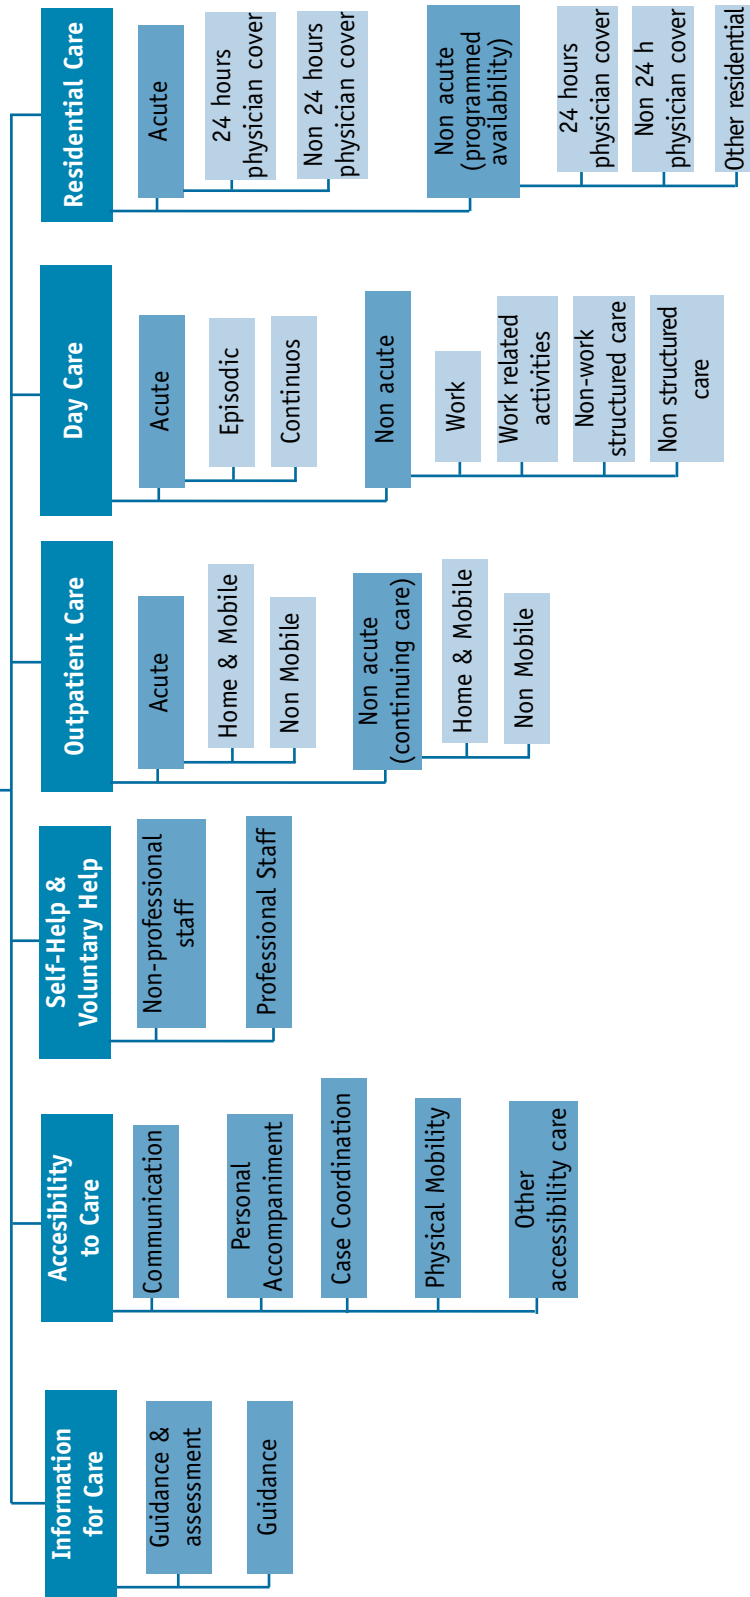 Information
for Care
Guidance &
assessment
Guidance
Accesibility
to Care
Communication
Personal
Accompaniment
Case Coordination
Physical Mobility
Other
accessibility care
Self-Help &
Voluntary Help
Non-professional
staff
Professional Staff
Outpatient Care
Acute
Home & Mobile
Non Mobile
Non acute
(continuing care)
Home & Mobile
Non Mobile
Day Care
Acute
Episodic
Continuos
Non acute
Work
Work related
activities
Non-work
structured care
Non structured
care
Residential Care
Acute
24 hours
physician cover
Non 24 hours
physician cover
Non acute
(programmed
availability)
24 hours
physician cover
Non 24 h
physician cover
Other residential